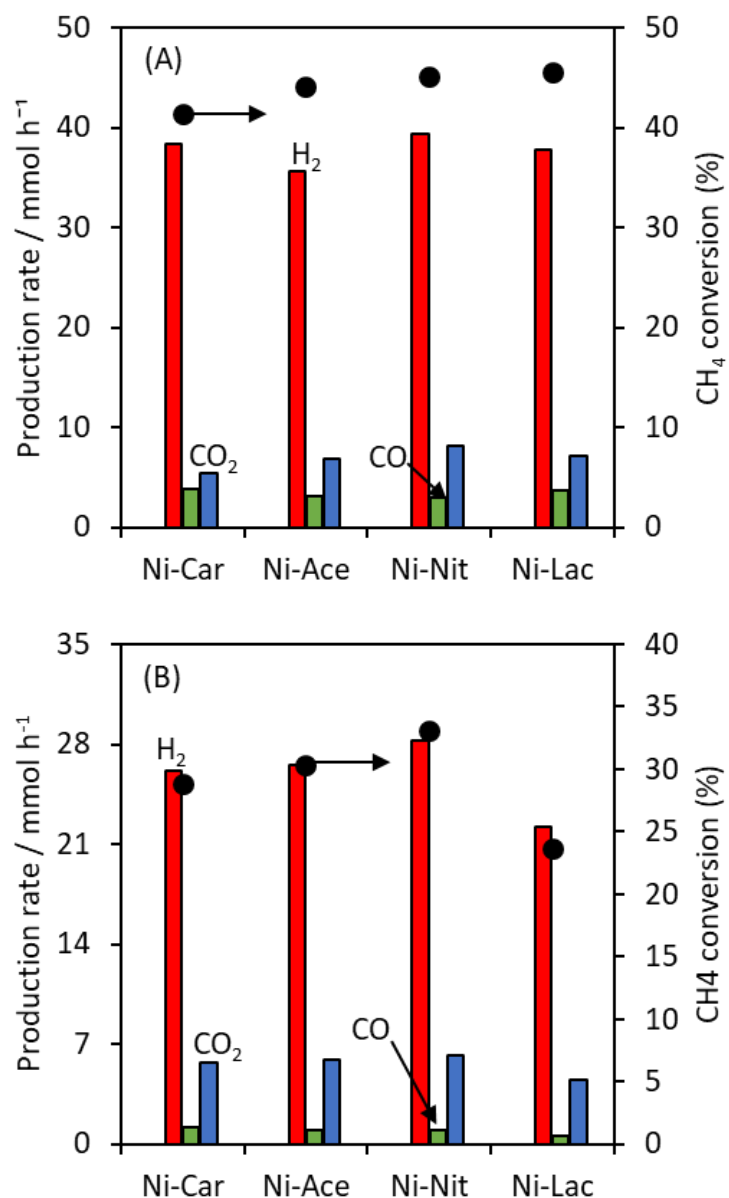 (A)
Production rate / mmol h⁻¹
CH₄ conversion (%)
50
40
30
20
10
0
50
40
30
20
10
0
H₂
CO₂
CO
Ni-Car
Ni-Ace
Ni-Nit
Ni-Lac
(B)
Production rate / mmol h⁻¹
CH4 conversion (%)
35
28
21
14
7
0
40
35
30
25
20
15
10
5
0
H₂
CO₂
CO
Ni-Car
Ni-Ace
Ni-Nit
Ni-Lac